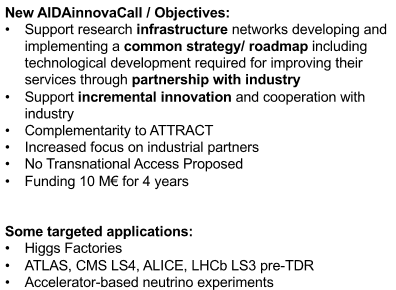 New AIDAinnovaCall / Objectives:
• Support research infrastructure networks developing and
implementing a common strategy/ roadmap including
technological development required for improving their
services through partnership with industry
• Support incremental innovation and cooperation with
industry
• Complementarity to ATTRACT
• Increased focus on industrial partners
• No Transnational Access Proposed
• Funding 10 M€ for 4 years
Some targeted applications:
• Higgs Factories
• ATLAS, CMS LS4, ALICE, LHCb LS3 pre-TDR
• Accelerator-based neutrino experiments